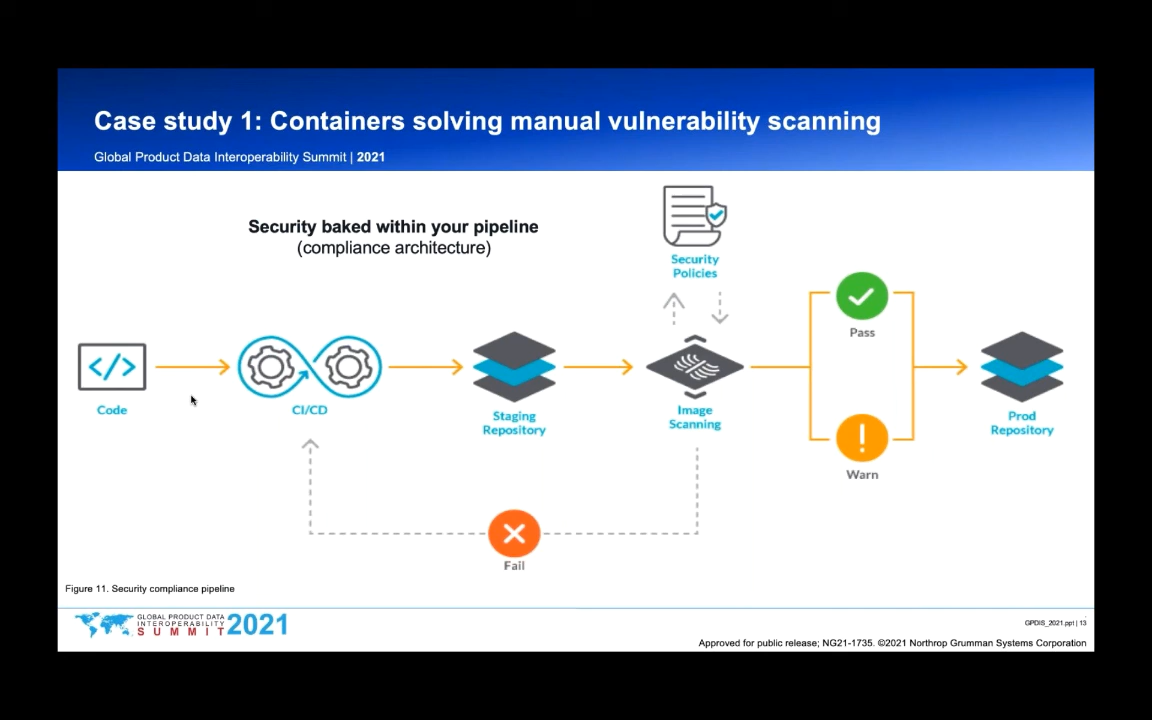 Case study 1: Containers solving manual vulnerability scanning
Global Product Data Interoperability Summit | 2021
Security baked within your pipeline
(compliance architecture)
Security
Policies
Pass
</>
Code
CI/CD
Staging
Repository
Image
Scanning
Prod
Repository
Warn
Fail
Figure 11. Security compliance pipeline
GLOBAL PRODUCT DATA
INTEROPERABILITY
SUMMIT 2021
GPDIS_2021.ppt | 13
Approved for public release; NG21-1735. ©2021 Northrop Grumman Systems Corporation